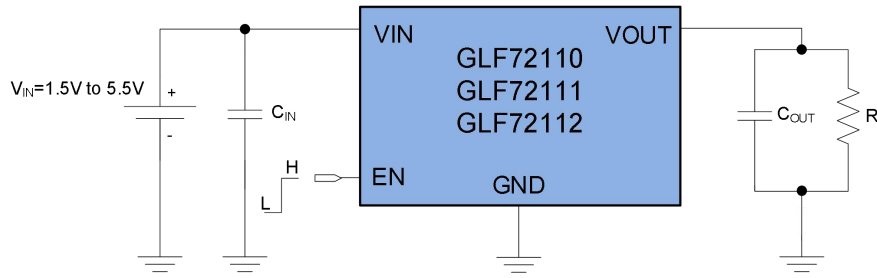 VIN
VOUT
GLF72110
GLF72111
GLF72112
VIN=1.5V to 5.5V
+
-
CIN
COUT
R
H
L
EN
GND